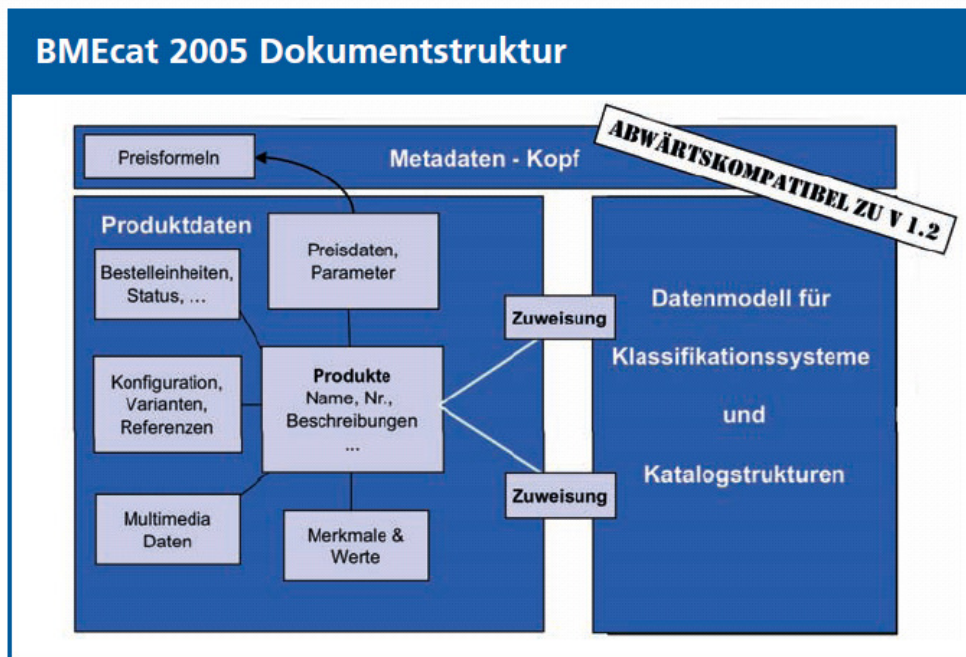 BMEcat 2005 Dokumentstruktur
Preisformeln
Metadaten - Kopf
ABWÄRTSKOMPATIBEL ZU V 1.2
Produktdaten
Bestelleinheiten,
Status, ...
Preisdaten,
Parameter
Konfiguration,
Varianten,
Referenzen
Produkte
Name, Nr.,
Beschreibungen
...
Multimedia
Daten
Merkmale &
Werte
Zuweisung
Zuweisung
Datenmodell für
Klassifikationssysteme
und
Katalogstrukturen